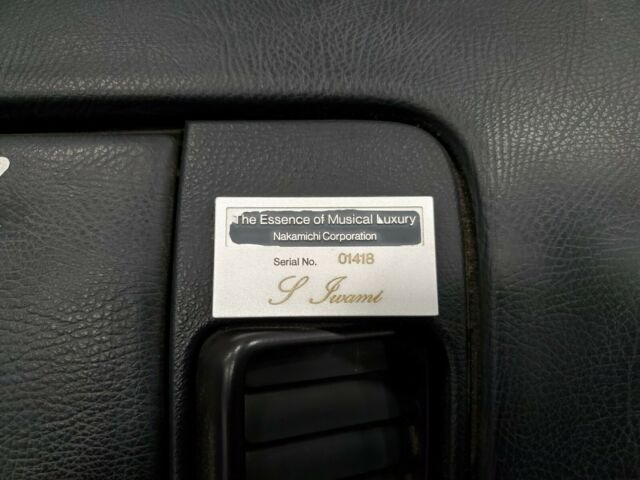 The Essence of Musical Luxury
Nakamichi Corporation
Serial No. 01418
S Iwami